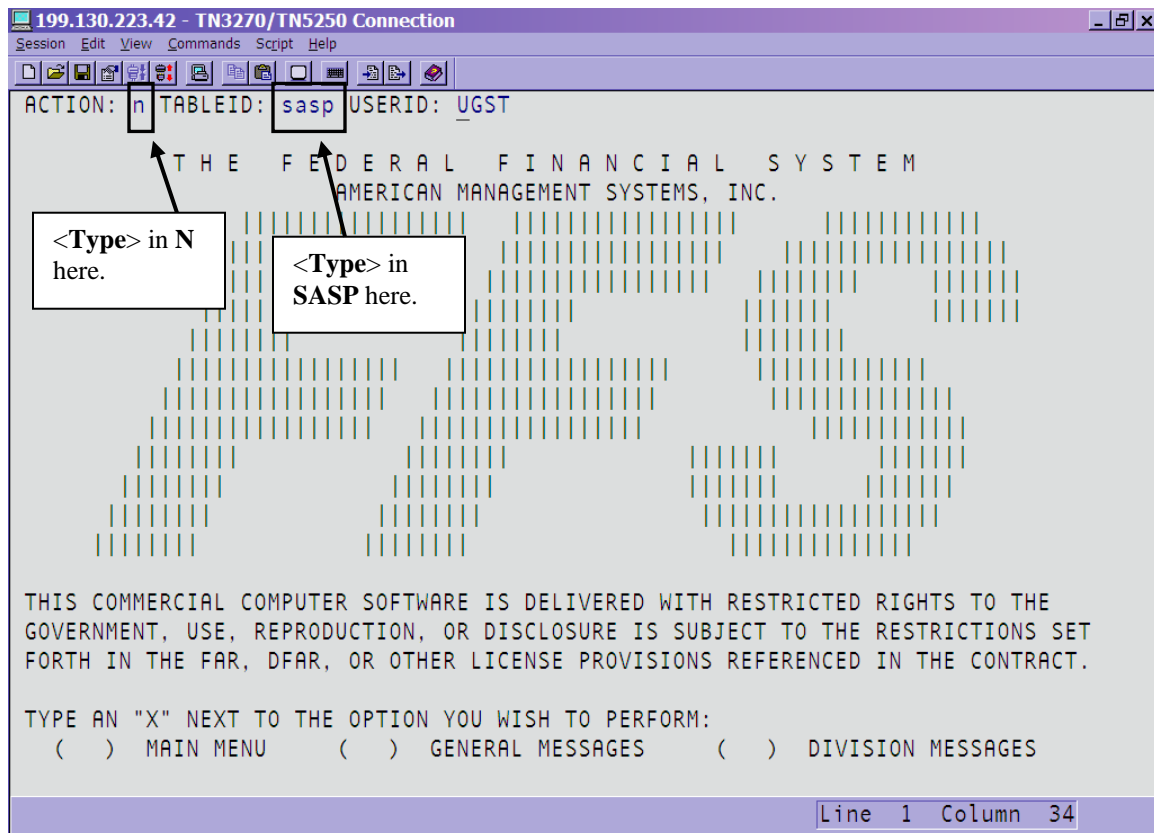 199.130.223.42 - TN3270/TN5250 Connection
Session Edit View Commands Script Help
ACTION: n TABLEID: sasp USERID: UGST
T H E F E D E R A L F I N A N C I A L S Y S T E M
AMERICAN MANAGEMENT SYSTEMS, INC.
<Type> in N
here.
<Type> in
SASP here.
THIS COMMERCIAL COMPUTER SOFTWARE IS DELIVERED WITH RESTRICTED RIGHTS TO THE
GOVERNMENT, USE, REPRODUCTION, OR DISCLOSURE IS SUBJECT TO THE RESTRICTIONS SET
FORTH IN THE FAR, DFAR, OR OTHER LICENSE PROVISIONS REFERENCED IN THE CONTRACT.
TYPE AN "X" NEXT TO THE OPTION YOU WISH TO PERFORM:
( ) MAIN MENU ( ) GENERAL MESSAGES ( ) DIVISION MESSAGES
Line 1 Column 34